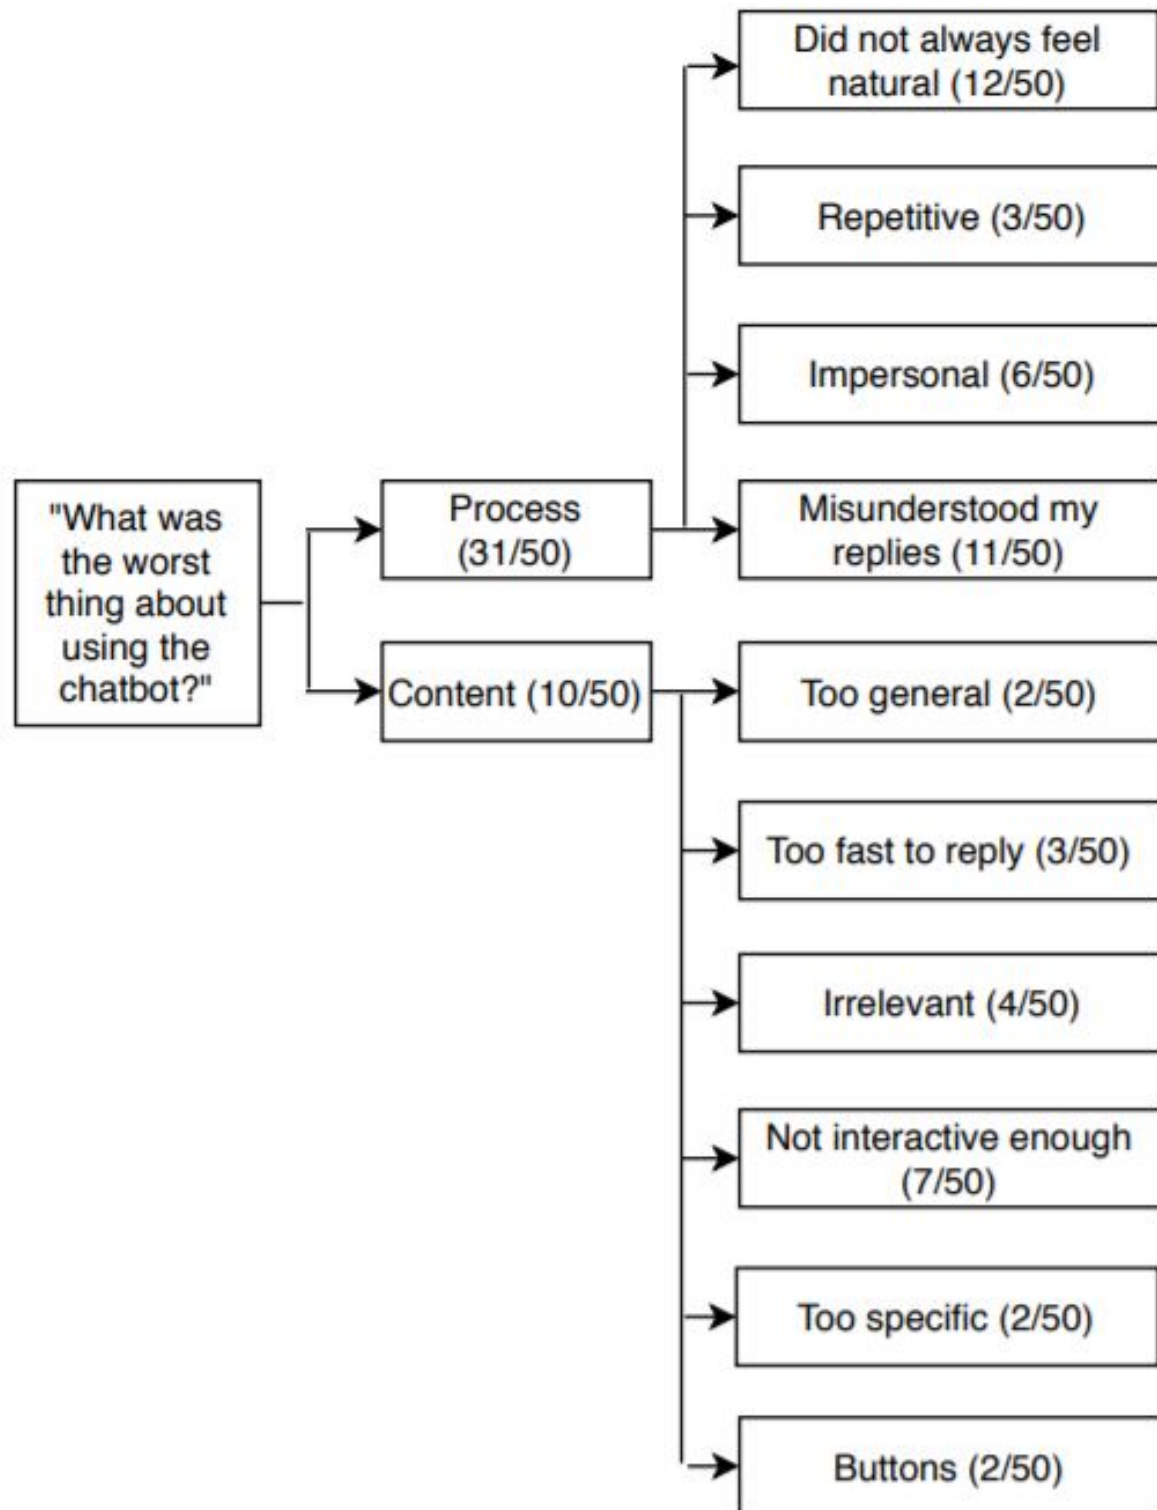 Did not always feel
natural (12/50)
Repetitive (3/50)
Impersonal (6/50)
"What was
the worst
thing about
using the
chatbot?"
Process
(31/50)
Misunderstood my
replies (11/50)
Content (10/50)
Too general (2/50)
Too fast to reply (3/50)
Irrelevant (4/50)
Not interactive enough
(7/50)
Too specific (2/50)
Buttons (2/50)